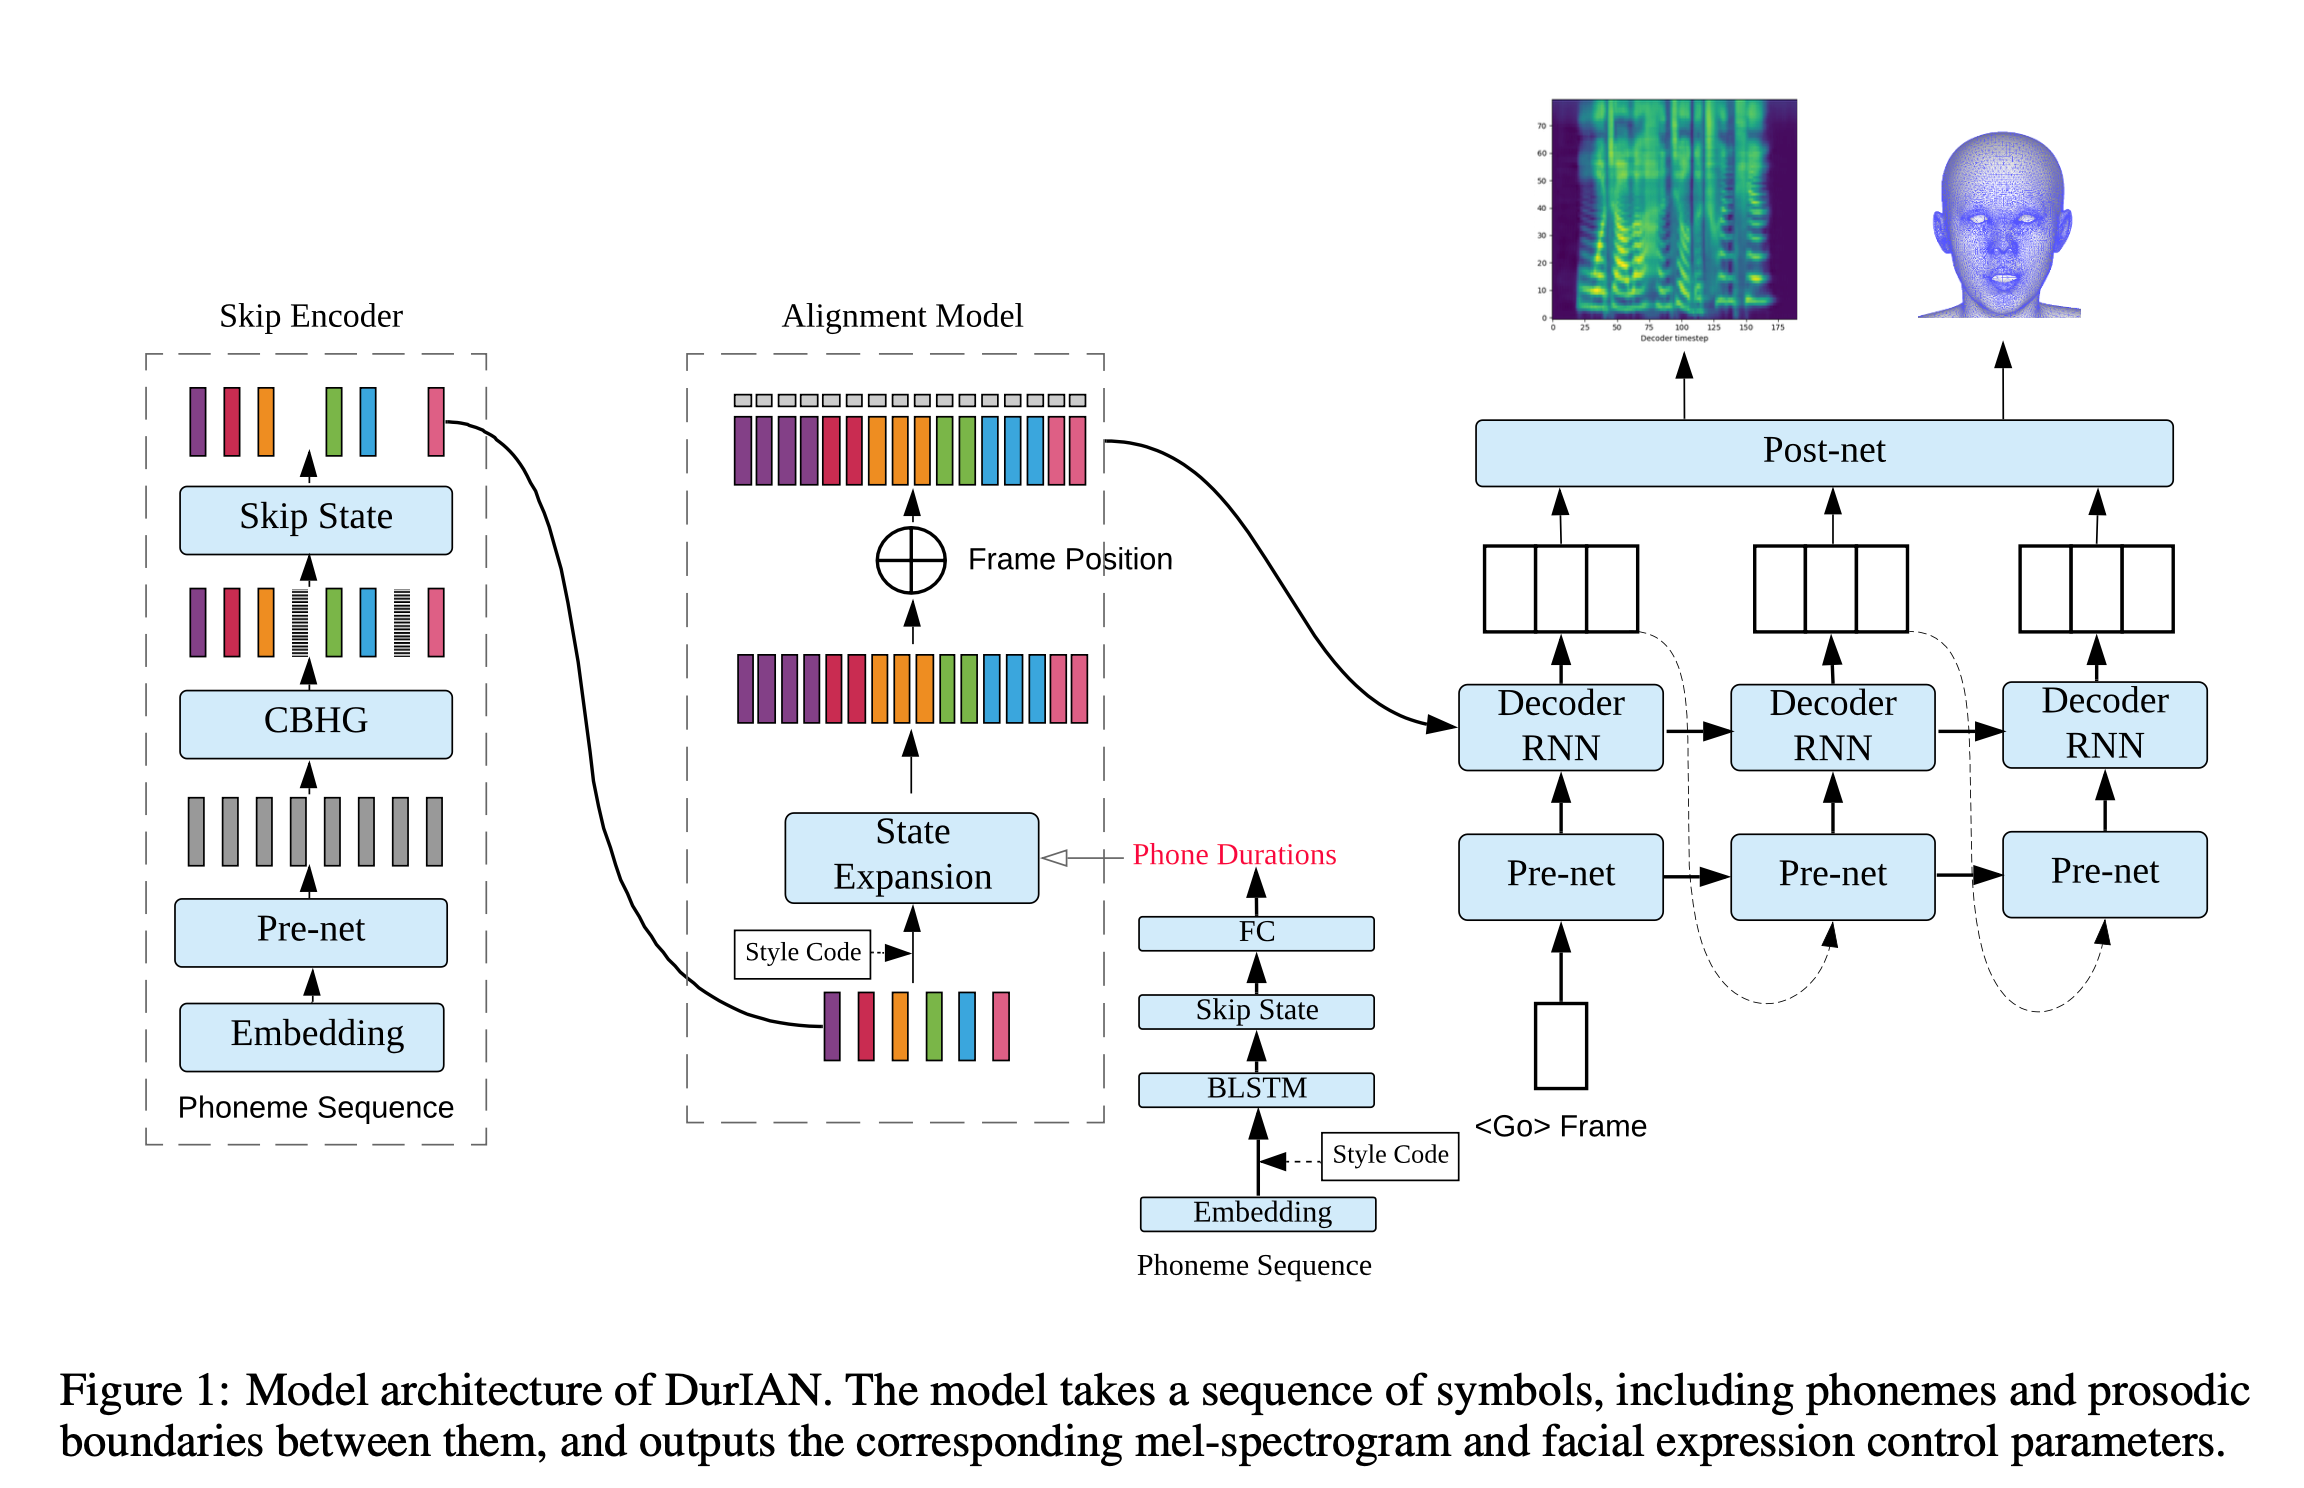 Skip Encoder
Skip State
CBHG
Pre-net
Embedding
Phoneme Sequence
Alignment Model
Frame Position
State
Expansion
Style Code
Phone Durations
FC
Skip State
BLSTM
Style Code
Embedding
Phoneme Sequence
70
60
50
40
30
20
10
0
0 25 50 75 100 125 150 175
Decoder timestep
Post-net
Decoder
RNN
Decoder
RNN
Decoder
RNN
Pre-net
Pre-net
Pre-net
<Go> Frame
Figure 1: Model architecture of DurIAN. The model takes a sequence of symbols, including phonemes and prosodic
boundaries between them, and outputs the corresponding mel-spectrogram and facial expression control parameters.